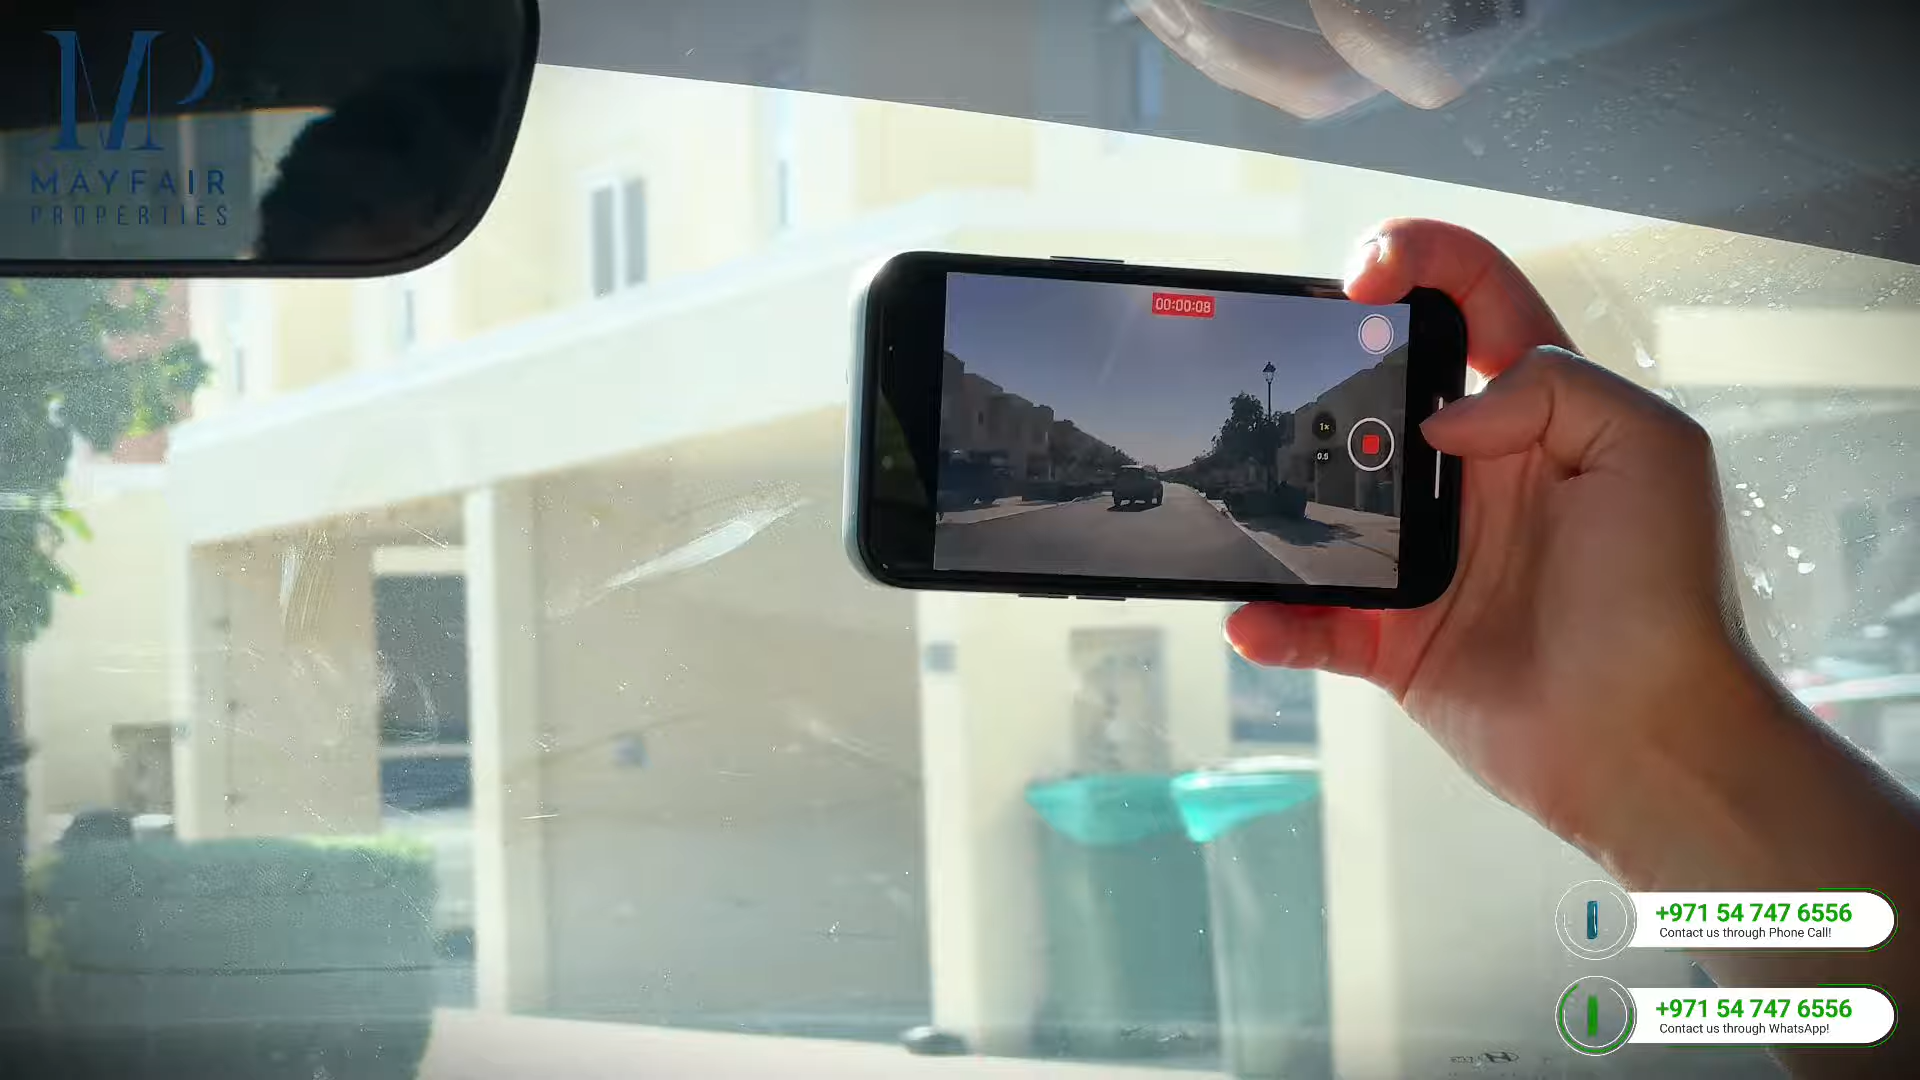 MP
MAYFAIR
PROPERTIES
00:00:08
1×
0.5
+971 54 747 6556
Contact us through Phone Call!
+971 54 747 6556
Contact us through WhatsApp!